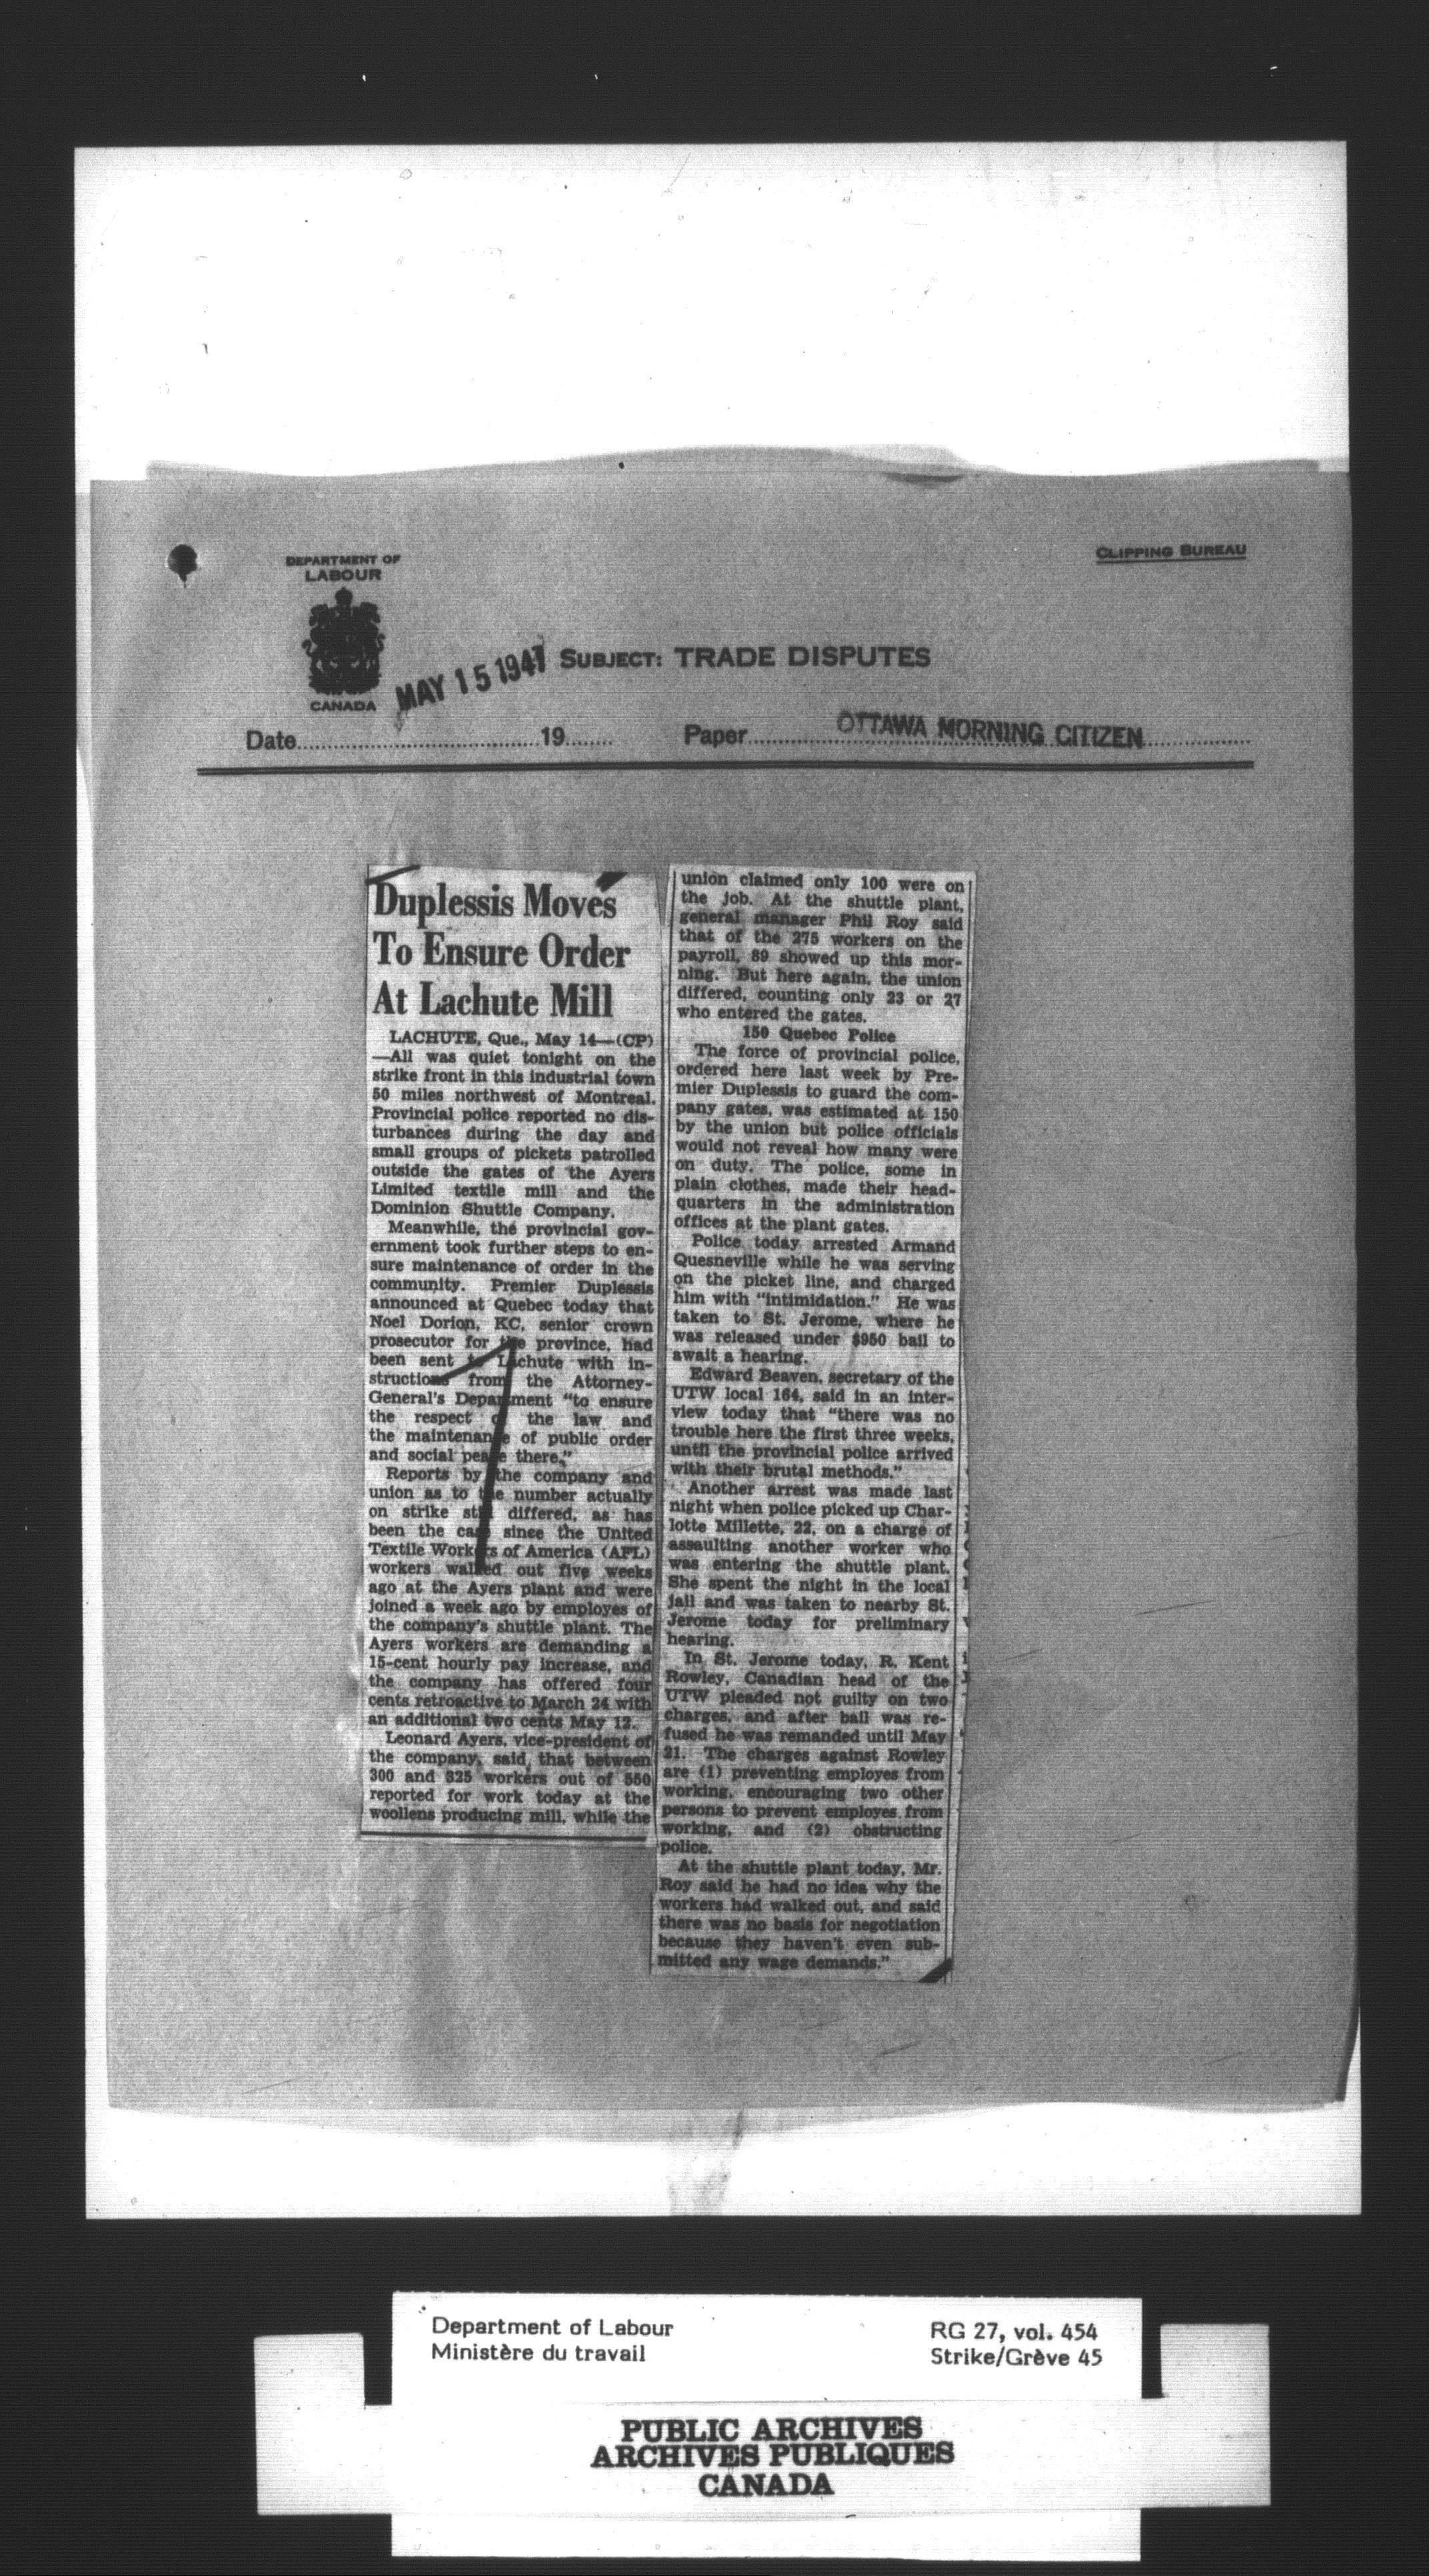 DEPARTMENT OF
LABOUR
CANADA
CLIPPING BUREAU
MAY 15 1947
SUBJECT: TRADE DISPUTES
Date 19 Paper OTTAWA MORNING CITIZEN
Duplessis Moves
To Ensure Order
At Lachute Mill
LACHUTE, Que., May 14—(CP)
—All was quiet tonight on the
strike front in this industrial town
50 miles northwest of Montreal.
Provincial police reported no dis-
turbances during the day and
small groups of pickets patrolled
outside the gates of the Ayers
Limited textile mill and the
Dominion Shuttle Company.
Meanwhile, the provincial gov-
ernment took further steps to en-
sure maintenance of order in the
community. Premier Duplessis
announced at Quebec today that
Noel Dorion, KC, senior crown
prosecutor for the province, had
been sent to Lachute with in-
structions from the Attorney-
General's Department "to ensure
the respect of the law and
the maintenance of public order
and social peace there."
Reports by the company and
union as to the number actually
on strike still differed, as has
been the case since the United
Textile Workers of America (AFL)
workers walked out five weeks
ago at the Ayers plant and were
joined a week ago by employes of
the company's shuttle plant. The
Ayers workers are demanding a
15-cent hourly pay increase, and
the company has offered four
cents retroactive to March 24 with
an additional two cents May 12.
Leonard Ayers, vice-president of
the company, said, that between
300 and 325 workers out of 550
reported for work today at the
woollens producing mill, while the
union claimed only 100 were on
the job. At the shuttle plant,
general manager Phil Roy said
that of the 275 workers on the
payroll, 89 showed up this mor-
ning. But here again, the union
differed, counting only 23 or 27
who entered the gates.
150 Quebec Police
The force of provincial police,
ordered here last week by Pre-
mier Duplessis to guard the com-
pany gates, was estimated at 150
by the union but police officials
would not reveal how many were
on duty. The police, some in
plain clothes, made their head-
quarters in the administration
offices at the plant gates.
Police today arrested Armand
Quesneville while he was serving
on the picket line, and charged
him with "intimidation." He was
taken to St. Jerome, where he
was released under $950 bail to
await a hearing.
Edward Beaven, secretary of the
UTW local 164, said in an inter-
view today that "there was no
trouble here the first three weeks,
until the provincial police arrived
with their brutal methods."
Another arrest was made last
night when police picked up Char-
lotte Millette, 22, on a charge of
assaulting another worker who
was entering the shuttle plant.
She spent the night in the local
jail and was taken to nearby St.
Jerome today for preliminary
hearing.
In St. Jerome today, R. Kent
Rowley, Canadian head of the
UTW pleaded not guilty on two
charges, and after bail was re-
fused he was remanded until May
21. The charges against Rowley
are (1) preventing employes from
working, encouraging two other
persons to prevent employes from
working, and (2) obstructing
police.
At the shuttle plant today, Mr.
Roy said he had no idea why the
workers had walked out, and said
there was no basis for negotiation
because they haven't even sub-
mitted any wage demands."
Department of Labour
Ministère du travail
RG 27, vol. 454
Strike/Grève 45
PUBLIC ARCHIVES
ARCHIVES PUBLIQUES
CANADA